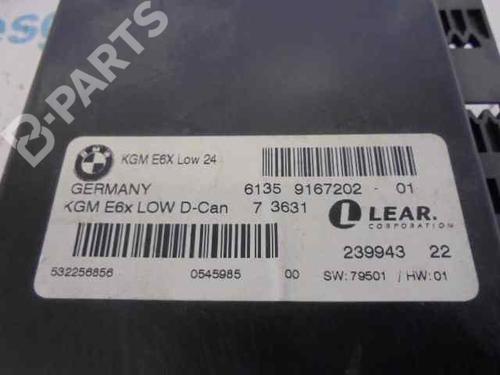 B-PARTS
KGM E6X Low 24
GERMANY
6135 9167202 - 01
KGM E6x LOW D-Can
7 3631
LEAR.
CORPORATION
239943 22
532256856
0545985
00
SW: 79501 / HW: 01